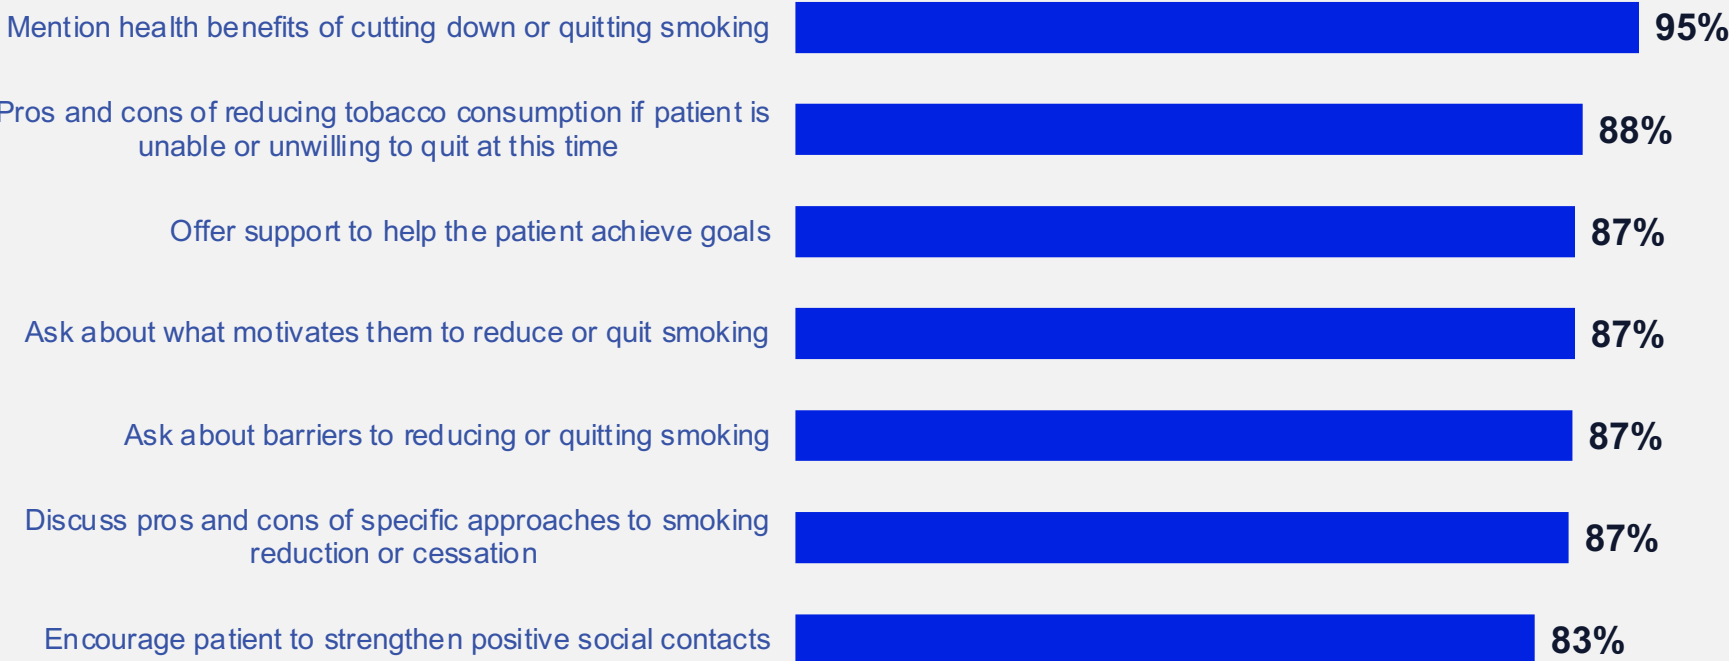 Mention health benefits of cutting down or quitting smoking
95%
Pros and cons of reducing tobacco consumption if patient is
unable or unwilling to quit at this time
88%
Offer support to help the patient achieve goals
87%
Ask about what motivates them to reduce or quit smoking
87%
Ask about barriers to reducing or quitting smoking
87%
Discuss pros and cons of specific approaches to smoking
reduction or cessation
87%
Encourage patient to strengthen positive social contacts
83%